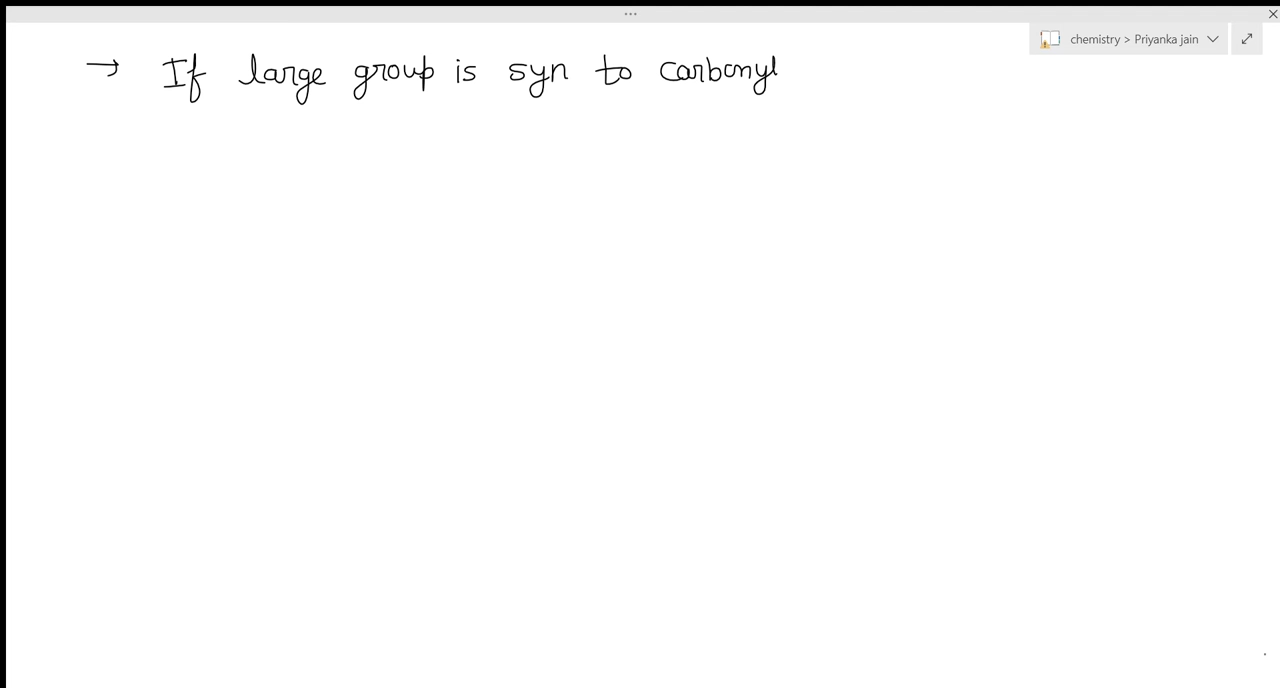 chemistry > Priyanka jain
→ If large group is syn to carbonyl